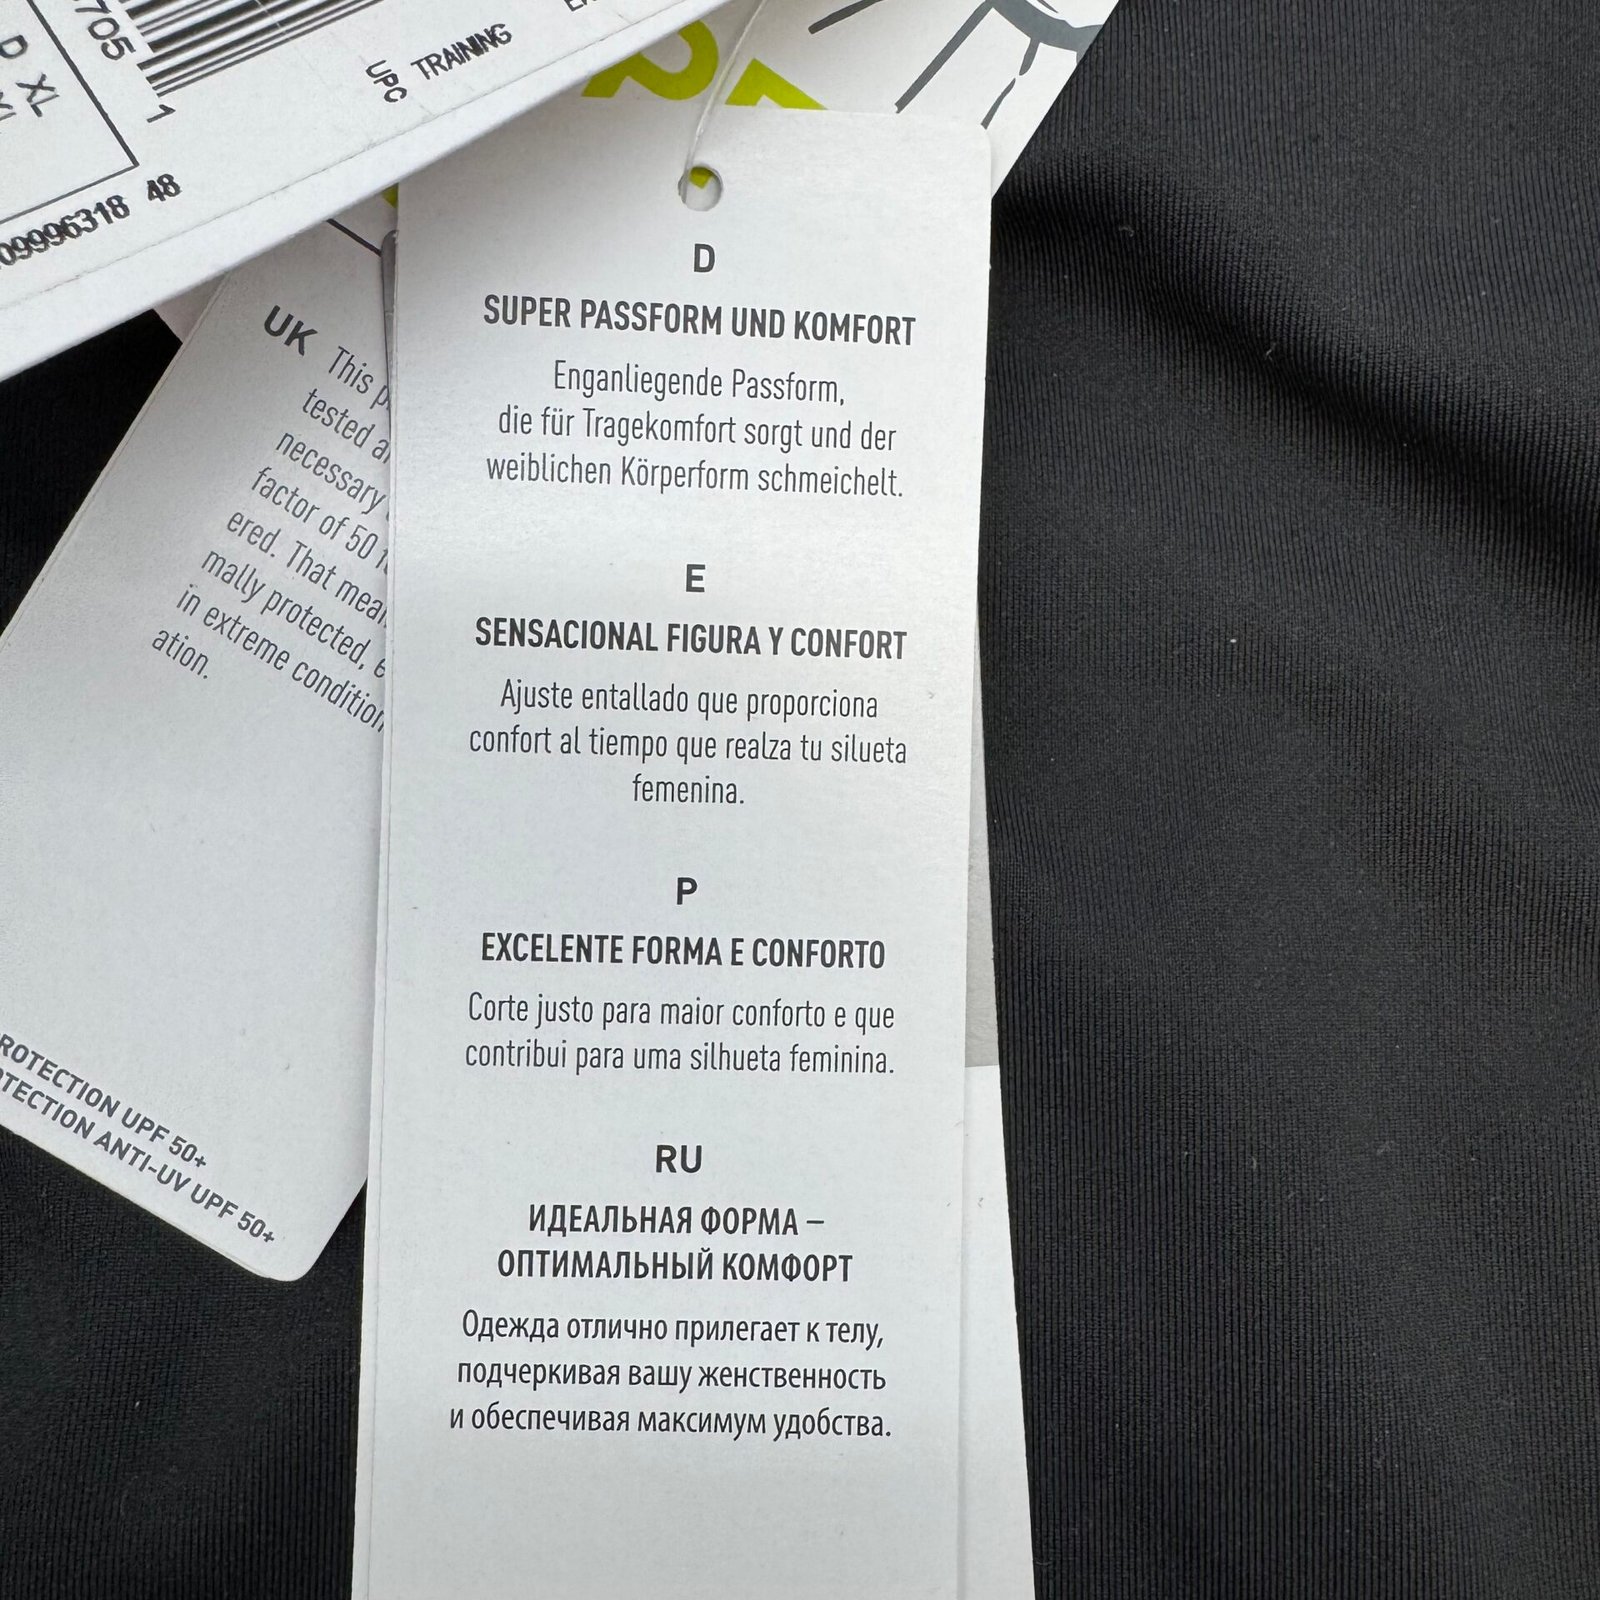 705
1
D XL
UPC TRAINING
09996318 48
UK This
tested
necessary
factor of 50
ered. That
mally protected,
in extreme
ation.
ROTECTION UPF 50+
TECTION ANTI-UV UPF 50+
D
SUPER PASSFORM UND KOMFORT
Enganliegende Passform,
die für Tragekomfort sorgt und der
weiblichen Körperform schmeichelt.
E
SENSACIONAL FIGURA Y CONFORT
Ajuste entallado que proporciona
confort al tiempo que realza tu silueta
femenina.
P
EXCELENTE FORMA E CONFORTO
Corte justo para maior conforto e que
contribui para uma silhueta feminina.
RU
ИДЕАЛЬНАЯ ФОРМА –
ОПТИМАЛЬНЫЙ КОМФОРТ
Одежда отлично прилегает к телу,
подчеркивая вашу женственность
и обеспечивая максимум удобства.